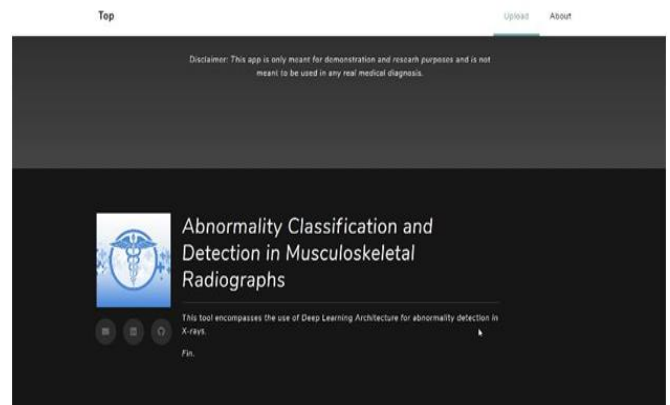 Top
Upload About
Disclaimer: This app is only meant for demonstration and researh purposes and is not
meant to be used in any real medical diagnosis.
Abnormality Classification and
Detection in Musculoskeletal
Radiographs
This tool encompasses the use of Deep Learning Architecture for abnormality detection in
X-rays.
Fin.